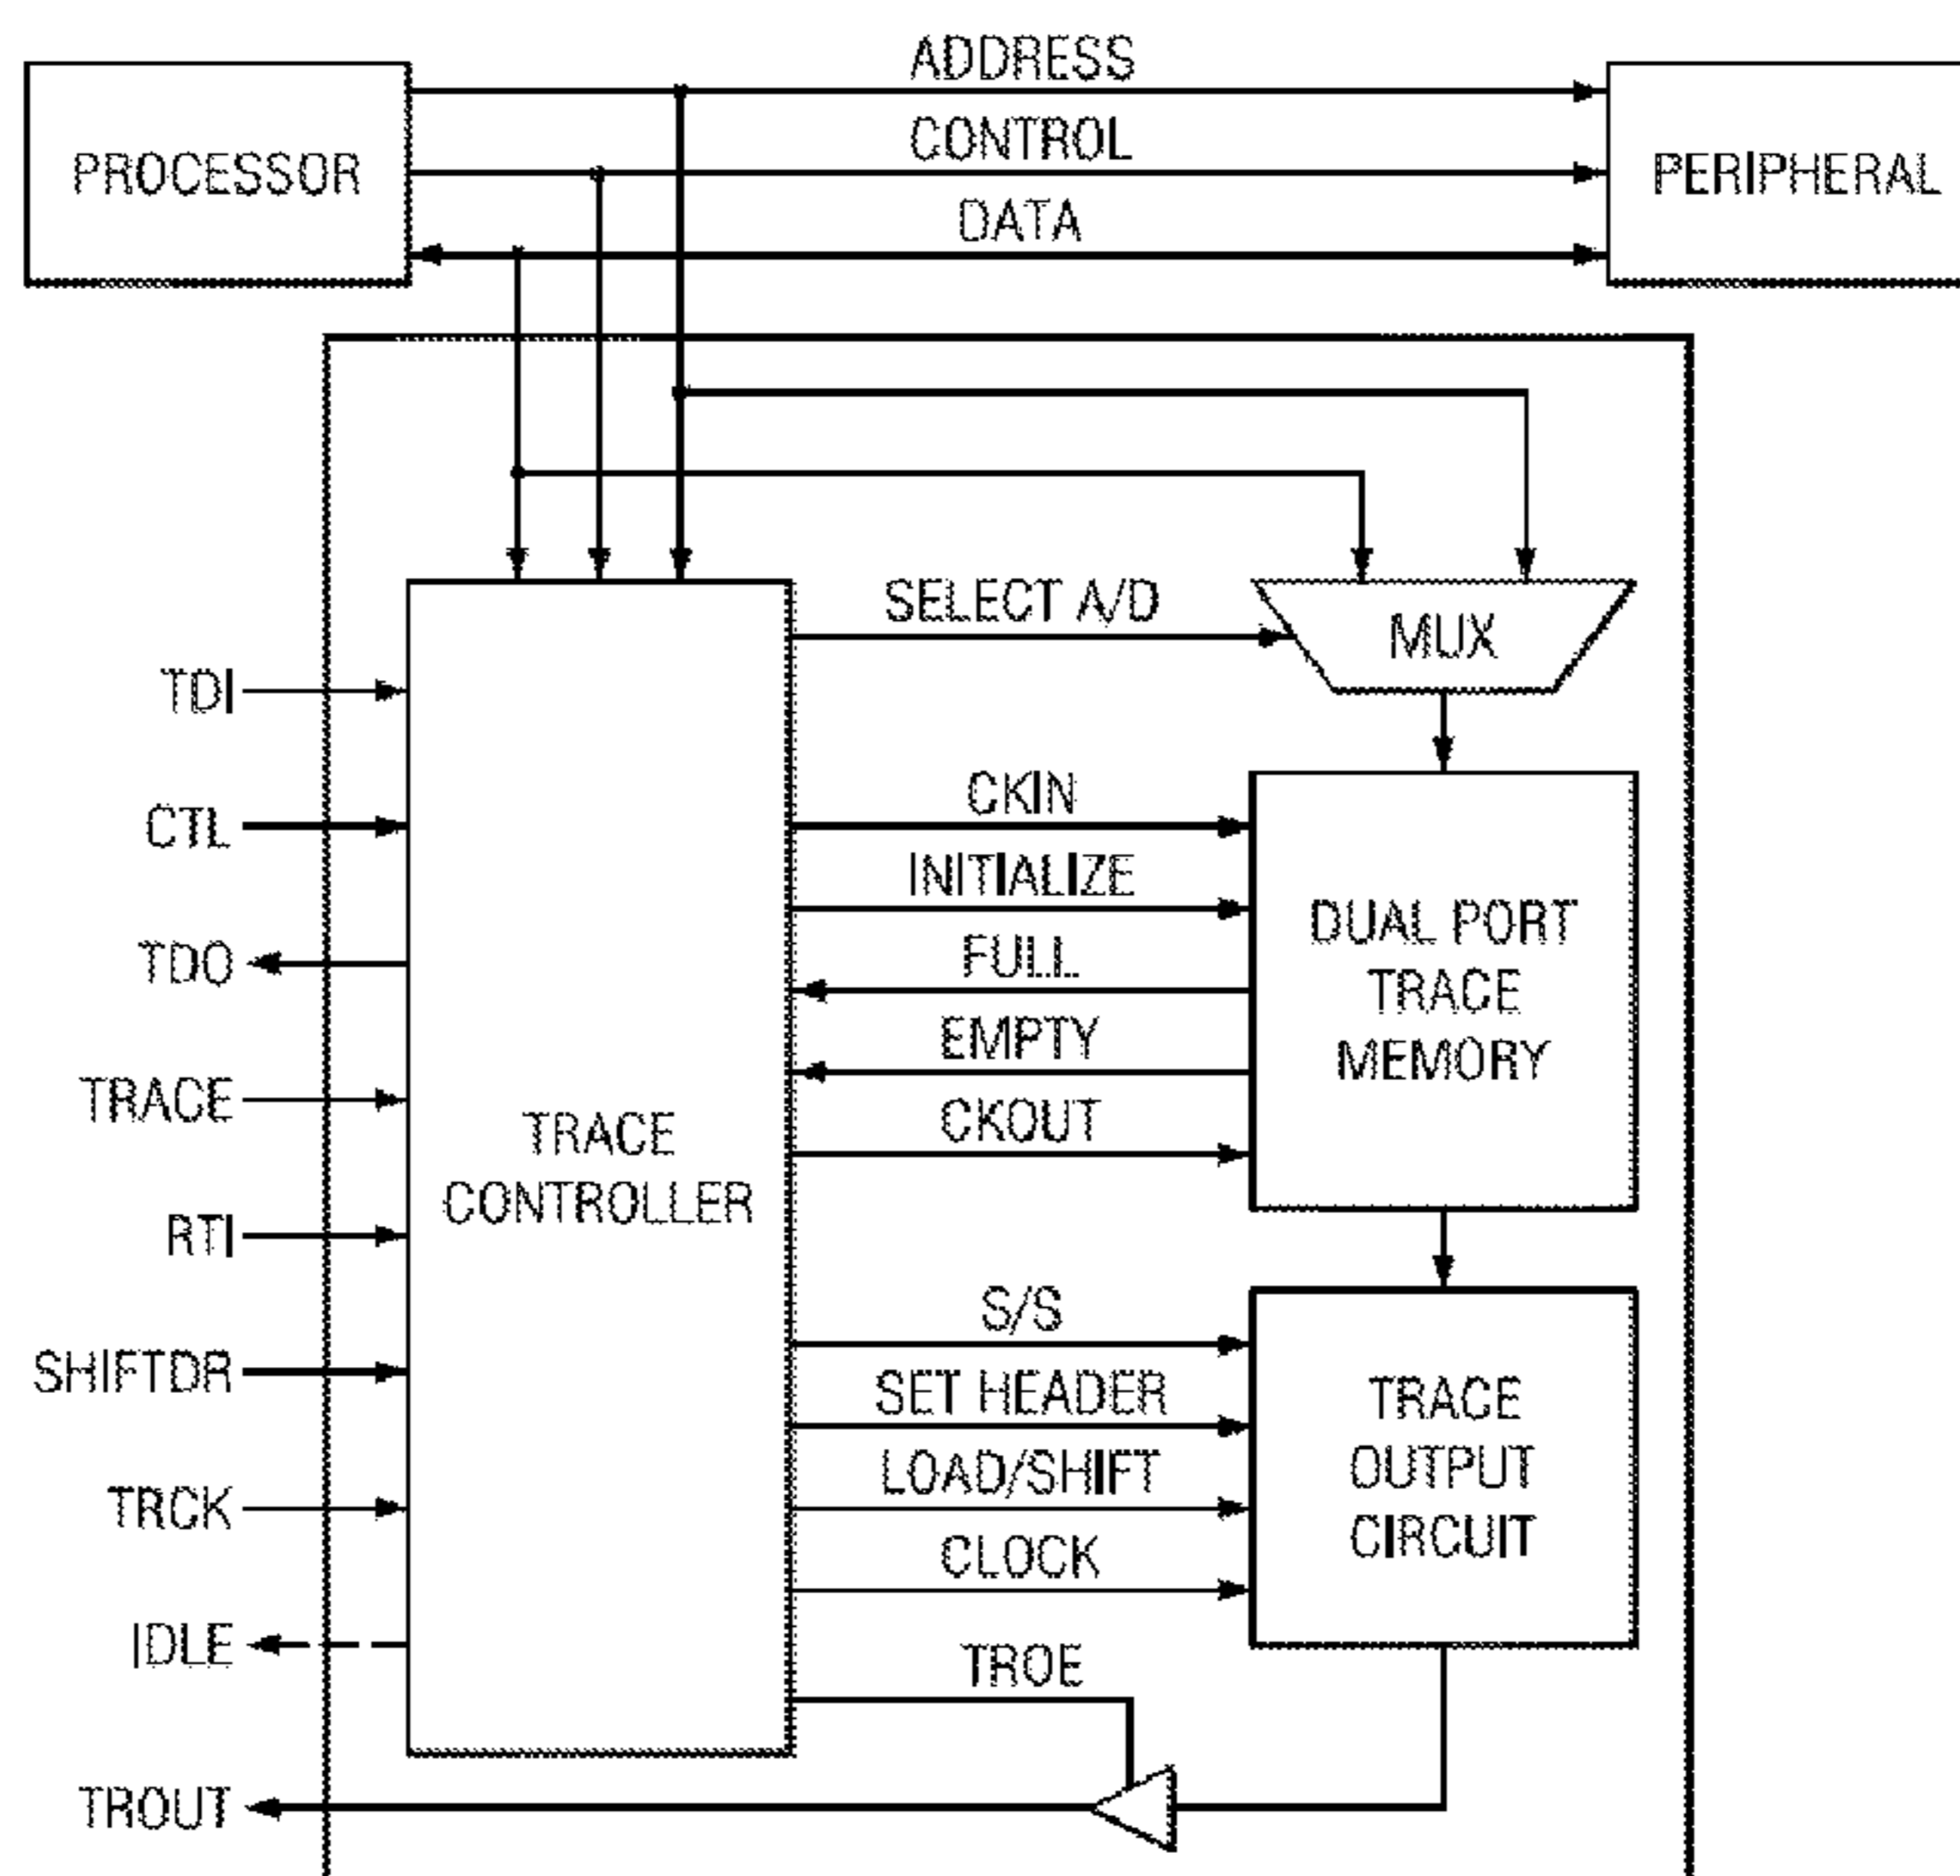 ADDRESS
PROCESSOR
CONTROL
PERIPHERAL
DATA
SELECT A/D
MUX
TDI
CTL
CKIN
INITIALIZE
DUAL PORT
TRACE
MEMORY
TDO
FULL
EMPTY
TRACE
CKOUT
TRACE
CONTROLLER
RTI
S/S
SHIFTDR
SET HEADER
TRACE
OUTPUT
CIRCUIT
LOAD/SHIFT
TRCK
CLOCK
IDLE
TROE
TROUT